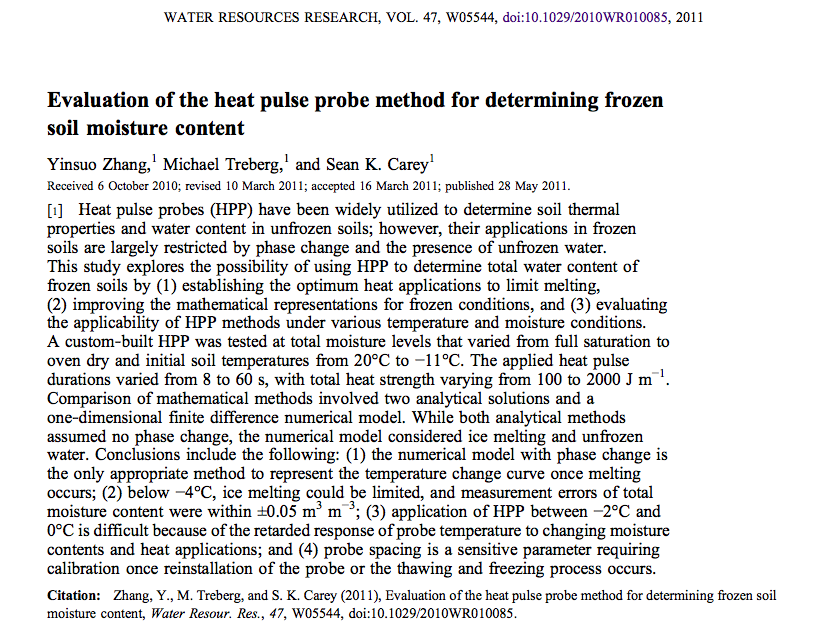 WATER RESOURCES RESEARCH, VOL. 47, W05544, doi:10.1029/2010WR010085, 2011
Evaluation of the heat pulse probe method for determining frozen
soil moisture content
Yinsuo Zhang,¹ Michael Treberg,¹ and Sean K. Carey¹
Received 6 October 2010; revised 10 March 2011; accepted 16 March 2011; published 28 May 2011.
[1] Heat pulse probes (HPP) have been widely utilized to determine soil thermal
properties and water content in unfrozen soils; however, their applications in frozen
soils are largely restricted by phase change and the presence of unfrozen water.
This study explores the possibility of using HPP to determine total water content of
frozen soils by (1) establishing the optimum heat applications to limit melting,
(2) improving the mathematical representations for frozen conditions, and (3) evaluating
the applicability of HPP methods under various temperature and moisture conditions.
A custom-built HPP was tested at total moisture levels that varied from full saturation to
oven dry and initial soil temperatures from 20°C to −11°C. The applied heat pulse
durations varied from 8 to 60 s, with total heat strength varying from 100 to 2000 J m⁻¹.
Comparison of mathematical methods involved two analytical solutions and a
one-dimensional finite difference numerical model. While both analytical methods
assumed no phase change, the numerical model considered ice melting and unfrozen
water. Conclusions include the following: (1) the numerical model with phase change is
the only appropriate method to represent the temperature change curve once melting
occurs; (2) below −4°C, ice melting could be limited, and measurement errors of total
moisture content were within ±0.05 m³ m⁻³; (3) application of HPP between −2°C and
0°C is difficult because of the retarded response of probe temperature to changing moisture
contents and heat applications; and (4) probe spacing is a sensitive parameter requiring
calibration once reinstallation of the probe or the thawing and freezing process occurs.
Citation: Zhang, Y., M. Treberg, and S. K. Carey (2011), Evaluation of the heat pulse probe method for determining frozen soil
moisture content, Water Resour. Res., 47, W05544, doi:10.1029/2010WR010085.